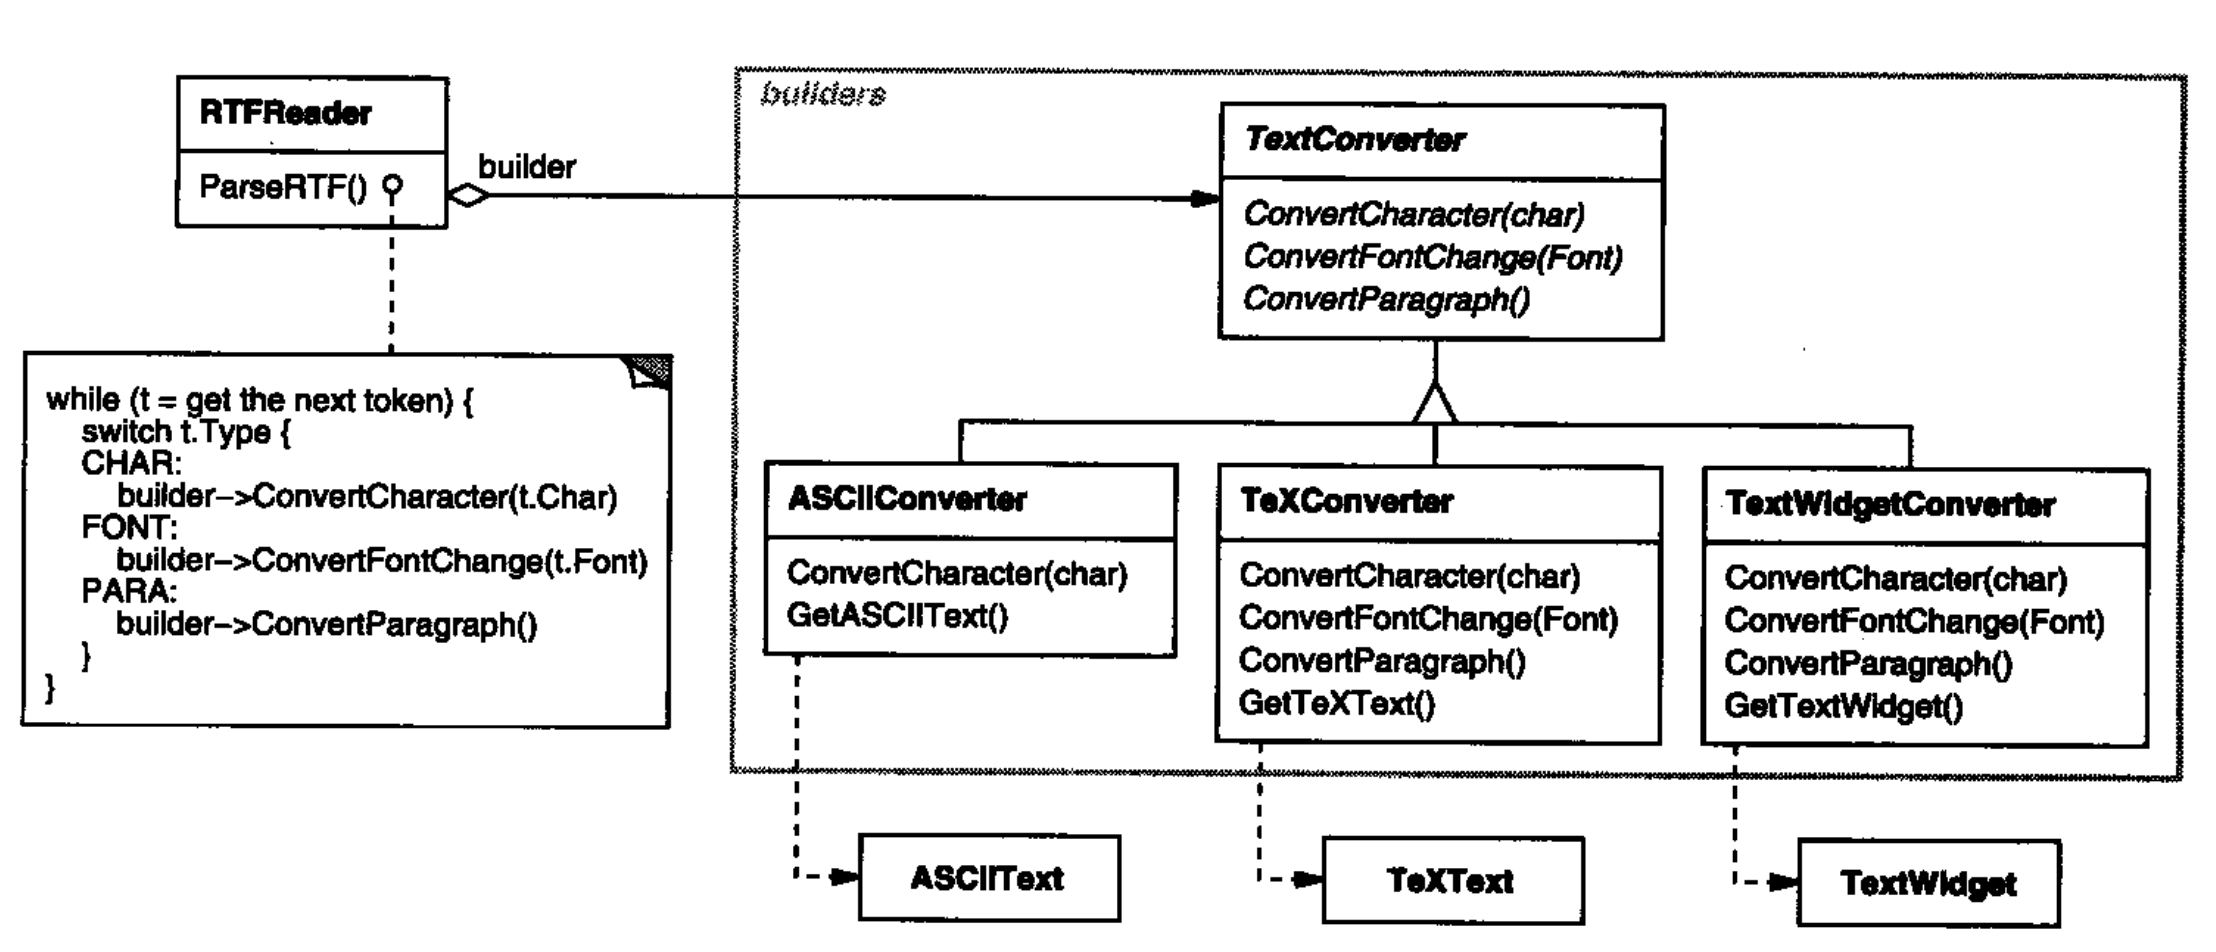 RTFReader
ParseRTF()
builder
while (t = get the next token) {
switch t.Type {
CHAR:
builder->ConvertCharacter(t.Char)
FONT:
builder->ConvertFontChange(t.Font)
PARA:
builder->ConvertParagraph()
}
}
builders
TextConverter
ConvertCharacter(char)
ConvertFontChange(Font)
ConvertParagraph()
ASCIIConverter
ConvertCharacter(char)
GetASCIIText()
TeXConverter
ConvertCharacter(char)
ConvertFontChange(Font)
ConvertParagraph()
GetTeXText()
TextWidgetConverter
ConvertCharacter(char)
ConvertFontChange(Font)
ConvertParagraph()
GetTextWidget()
ASCIIText
TeXText
TextWidget